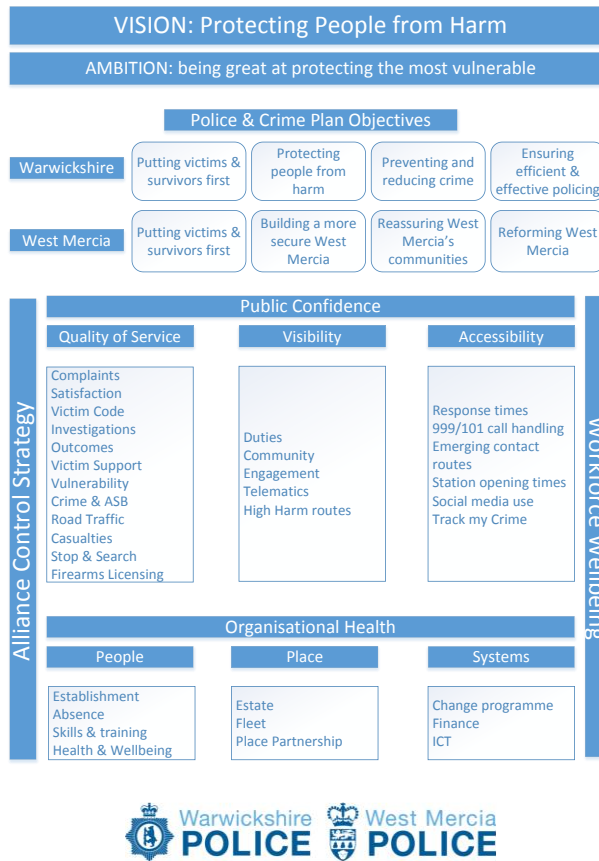 VISION: Protecting People from Harm
AMBITION: being great at protecting the most vulnerable
Police & Crime Plan Objectives
Warwickshire
Putting victims &
survivors first
Protecting
people from
harm
Preventing and
reducing crime
Ensuring
efficient &
effective policing
West Mercia
Putting victims &
survivors first
Building a more
secure West
Mercia
Reassuring West
Mercia's
communities
Reforming West
Mercia
Alliance Control Strategy
Public Confidence
Quality of Service
Complaints
Satisfaction
Victim Code
Investigations
Outcomes
Victim Support
Vulnerability
Crime & ASB
Road Traffic
Casualties
Stop & Search
Firearms Licensing
Visibility
Duties
Community
Engagement
Telematics
High Harm routes
Accessibility
Response times
999/101 call handling
Emerging contact
routes
Station opening times
Social media use
Track my Crime
Organisational Health
People
Establishment
Absence
Skills & training
Health & Wellbeing
Place
Estate
Fleet
Place Partnership
Systems
Change programme
Finance
ICT
Workforce Wellbeing
Warwickshire
POLICE
West Mercia
POLICE